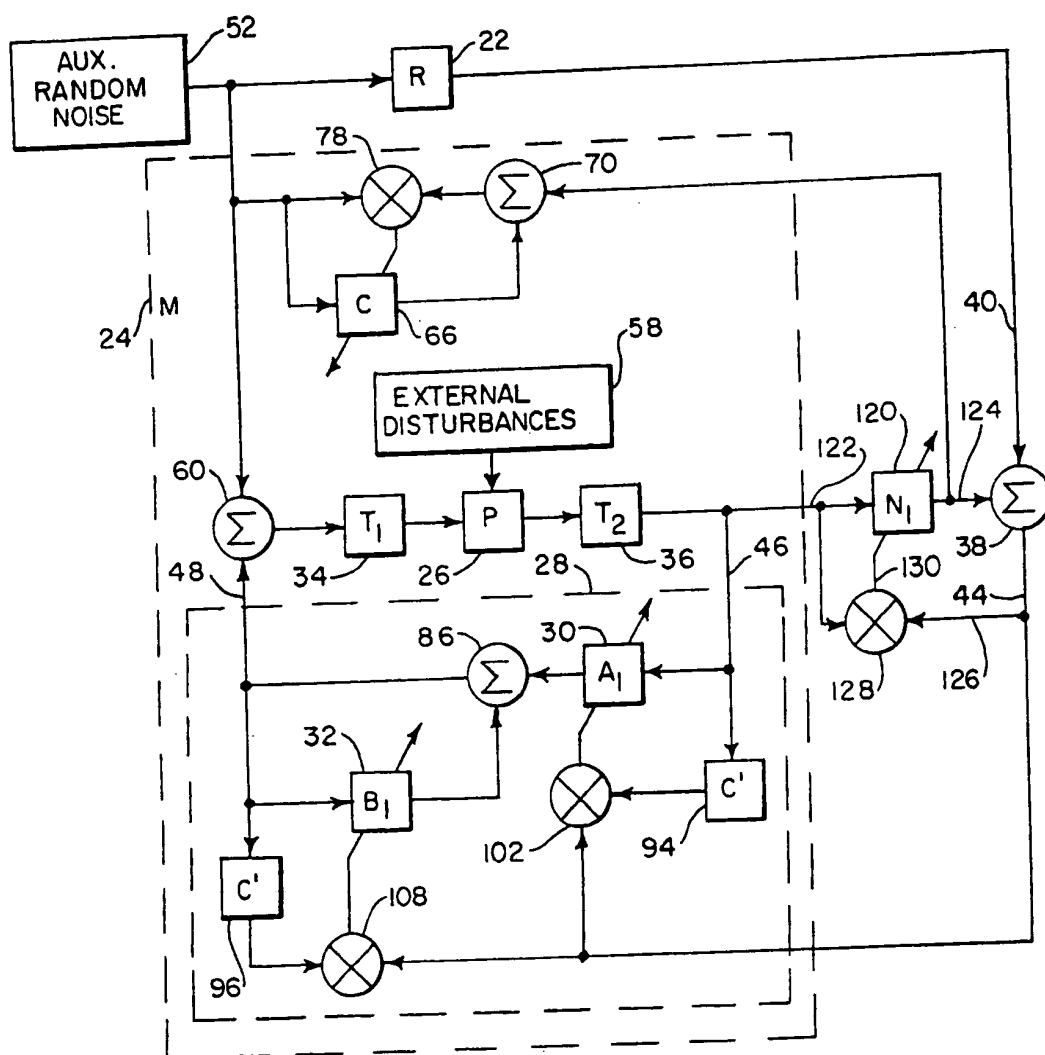 52
AUX.
RANDOM
NOISE
22
R
78
70
Σ
40
24
M
C
66
58
EXTERNAL
DISTURBANCES
120
124
122
60
Σ
T1
P
T2
N1
Σ
34
26
36
38
48
28
46
130
44
86
30
Σ
A1
128
126
32
B1
C'
102
94
C'
108
96